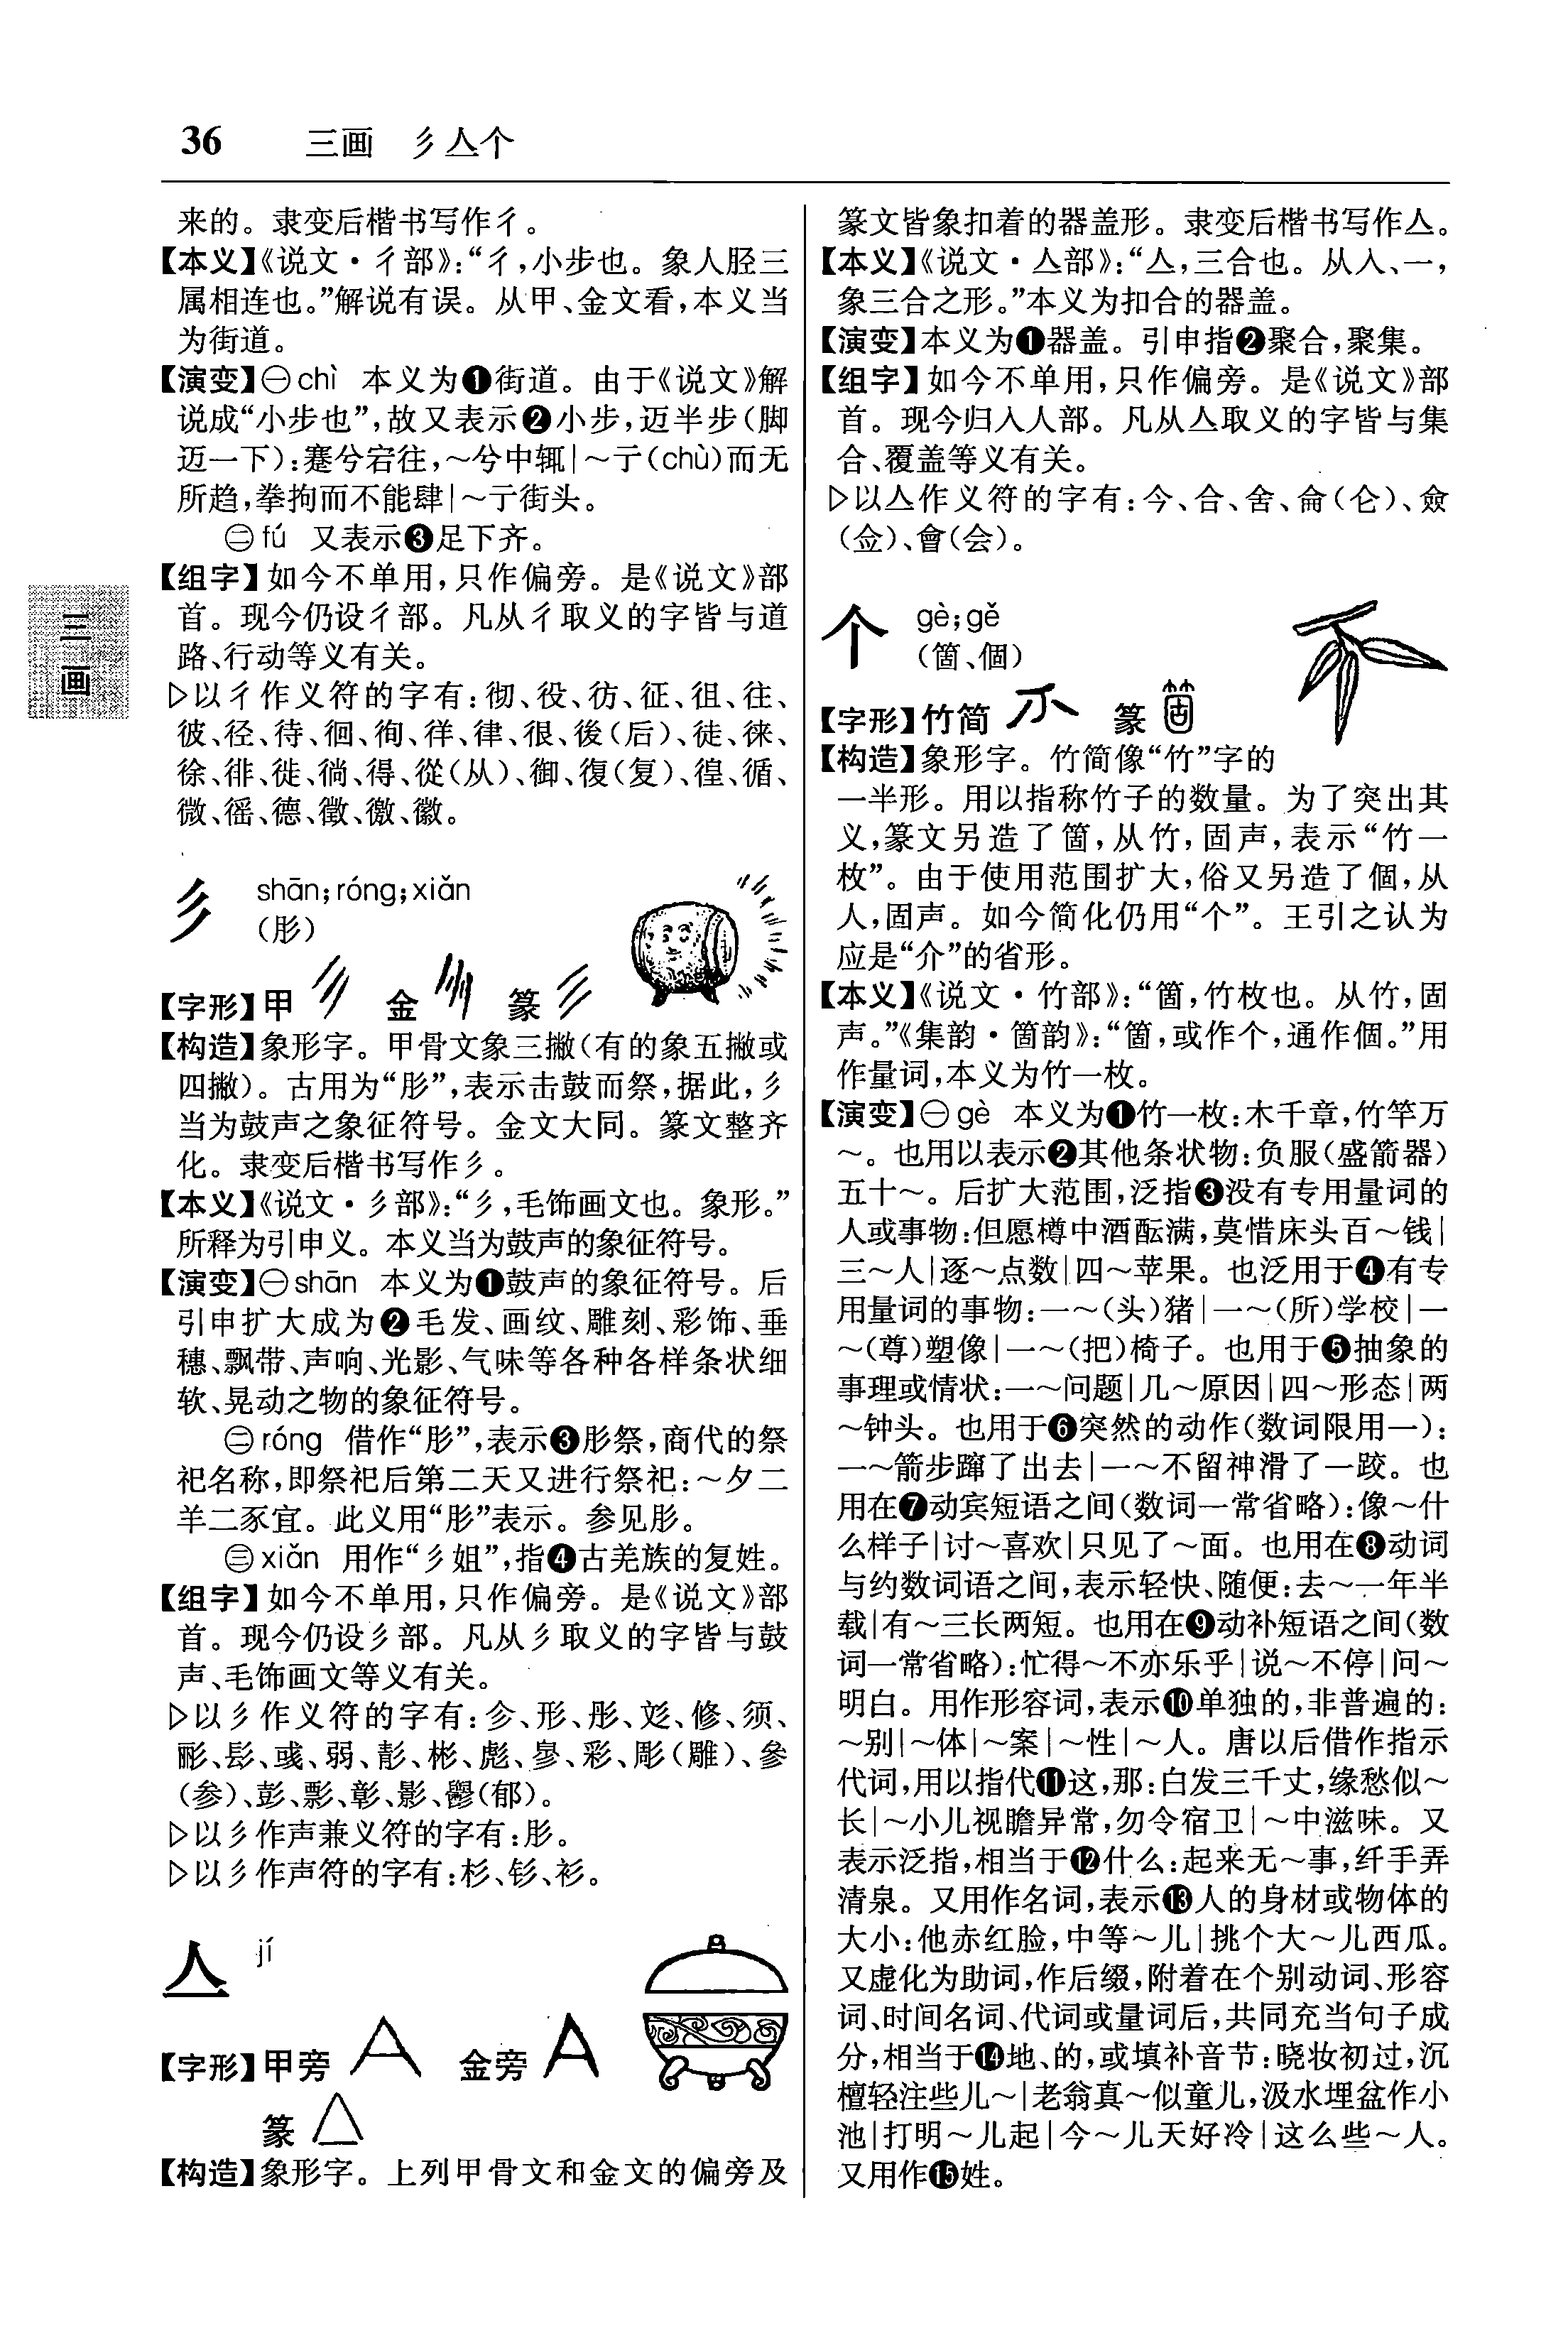 36 三画 彡亼个
来的。隶变后楷书写作彳。
【本义】《说文·彳部》：“彳，小步也。象人胫三
属相连也。”解说有误。从甲、金文看，本义当
为街道。
【演变】㊀chì 本义为❶街道。由于《说文》解
说成“小步也”，故又表示❷小步，迈半步（脚
迈一下）：蹇兮宕往，～兮中辄|～亍（chù）而无
所趋，拳拘而不能肆|～亍街头。
㊁fú 又表示❸足下齐。
【组字】如今不单用，只作偏旁。是《说文》部
首。现今仍设彳部。凡从彳取义的字皆与道
路、行动等义有关。
▷以彳作义符的字有：彻、役、彷、征、徂、往、
彼、径、待、徊、徇、徉、律、很、後（后）、徒、徕、
徐、徘、徙、徜、得、從（从）、御、復（复）、徨、循、
微、徭、德、徵、徼、徽。
三画
彡 shān；róng；xiǎn
（肜）
【字形】甲 金 篆
【构造】象形字。甲骨文象三撇（有的象五撇或
四撇）。古用为“肜”，表示击鼓而祭，据此，彡
当为鼓声之象征符号。金文大同。篆文整齐
化。隶变后楷书写作彡。
【本义】《说文·彡部》：“彡，毛饰画文也。象形。”
所释为引申义。本义当为鼓声的象征符号。
【演变】㊀shān 本义为❶鼓声的象征符号。后
引申扩大成为❷毛发、画纹、雕刻、彩饰、垂
穗、飘带、声响、光影、气味等各种各样条状细
软、晃动之物的象征符号。
㊁róng 借作“肜”，表示❸肜祭，商代的祭
祀名称，即祭祀后第二天又进行祭祀：～夕二
羊二豕宜。此义用“肜”表示。参见肜。
㊂xiǎn 用作“彡姐”，指❹古羌族的复姓。
【组字】如今不单用，只作偏旁。是《说文》部
首。现今仍设彡部。凡从彡取义的字皆与鼓
声、毛饰画文等义有关。
▷以彡作义符的字有：㐱、形、彤、彣、修、须、
彨、髟、彧、弱、彭、彬、彪、㣎、彩、彫（雕）、參
（参）、彭、彯、彰、影、鬱（郁）。
▷以彡作声兼义符的字有：肜。
▷以彡作声符的字有：杉、钐、衫。
亼 jí
【字形】甲旁 金旁
篆
【构造】象形字。上列甲骨文和金文的偏旁及
篆文皆象扣着的器盖形。隶变后楷书写作亼。
【本义】《说文·亼部》：“亼，三合也。从入、一，
象三合之形。”本义为扣合的器盖。
【演变】本义为❶器盖。引申指❷聚合，聚集。
【组字】如今不单用，只作偏旁。是《说文》部
首。现今归入人部。凡从亼取义的字皆与集
合、覆盖等义有关。
▷以亼作义符的字有：今、合、舍、侖（仑）、僉
（佥）、會（会）。
个 gè；gě
（箇、個）
【字形】竹简 篆
【构造】象形字。竹简像“竹”字的
一半形。用以指称竹子的数量。为了突出其
义，篆文另造了箇，从竹，固声，表示“竹一
枚”。由于使用范围扩大，俗又另造了個，从
人，固声。如今简化仍用“个”。王引之认为
应是“介”的省形。
【本义】《说文·竹部》：“箇，竹枚也。从竹，固
声。”《集韵·箇韵》：“箇，或作个，通作個。”用
作量词，本义为竹一枚。
【演变】㊀gè 本义为❶竹一枚：木千章，竹竿万
～。也用以表示❷其他条状物：负服（盛箭器）
五十～。后扩大范围，泛指❸没有专用量词的
人或事物：但愿樽中酒酝满，莫惜床头百～钱|
三～人|逐～点数|四～苹果。也泛用于❹有专
用量词的事物：一～（头）猪|一～（所）学校|一
～（尊）塑像|一～（把）椅子。也用于❺抽象的
事理或情状：一～问题|几～原因|四～形态|两
～钟头。也用于❻突然的动作（数词限用一）：
一～箭步蹿了出去|一～不留神滑了一跤。也
用在❼动宾短语之间（数词一常省略）：像～什
么样子|讨～喜欢|只见了～面。也用在❽动词
与约数词语之间，表示轻快、随便：去～一年半
载|有～三长两短。也用在❾动补短语之间（数
词一常省略）：忙得～不亦乐乎|说～不停|问～
明白。用作形容词，表示❿单独的，非普遍的：
～别|～体|～案|～性|～人。唐以后借作指示
代词，用以指代⓫这，那：白发三千丈，缘愁似～
长|～小儿视瞻异常，勿令宿卫|～中滋味。又
表示泛指，相当于⓬什么：起来无～事，纤手弄
清泉。又用作名词，表示⓭人的身材或物体的
大小：他赤红脸，中等～儿|挑个大～儿西瓜。
又虚化为助词，作后缀，附着在个别动词、形容
词、时间名词、代词或量词后，共同充当句子成
分，相当于⓮地、的，或填补音节：晓妆初过，沉
檀轻注些儿～|老翁真～似童儿，汲水埋盆作小
池|打明～儿起|今～儿天好冷|这么些～人。
又用作⓯姓。